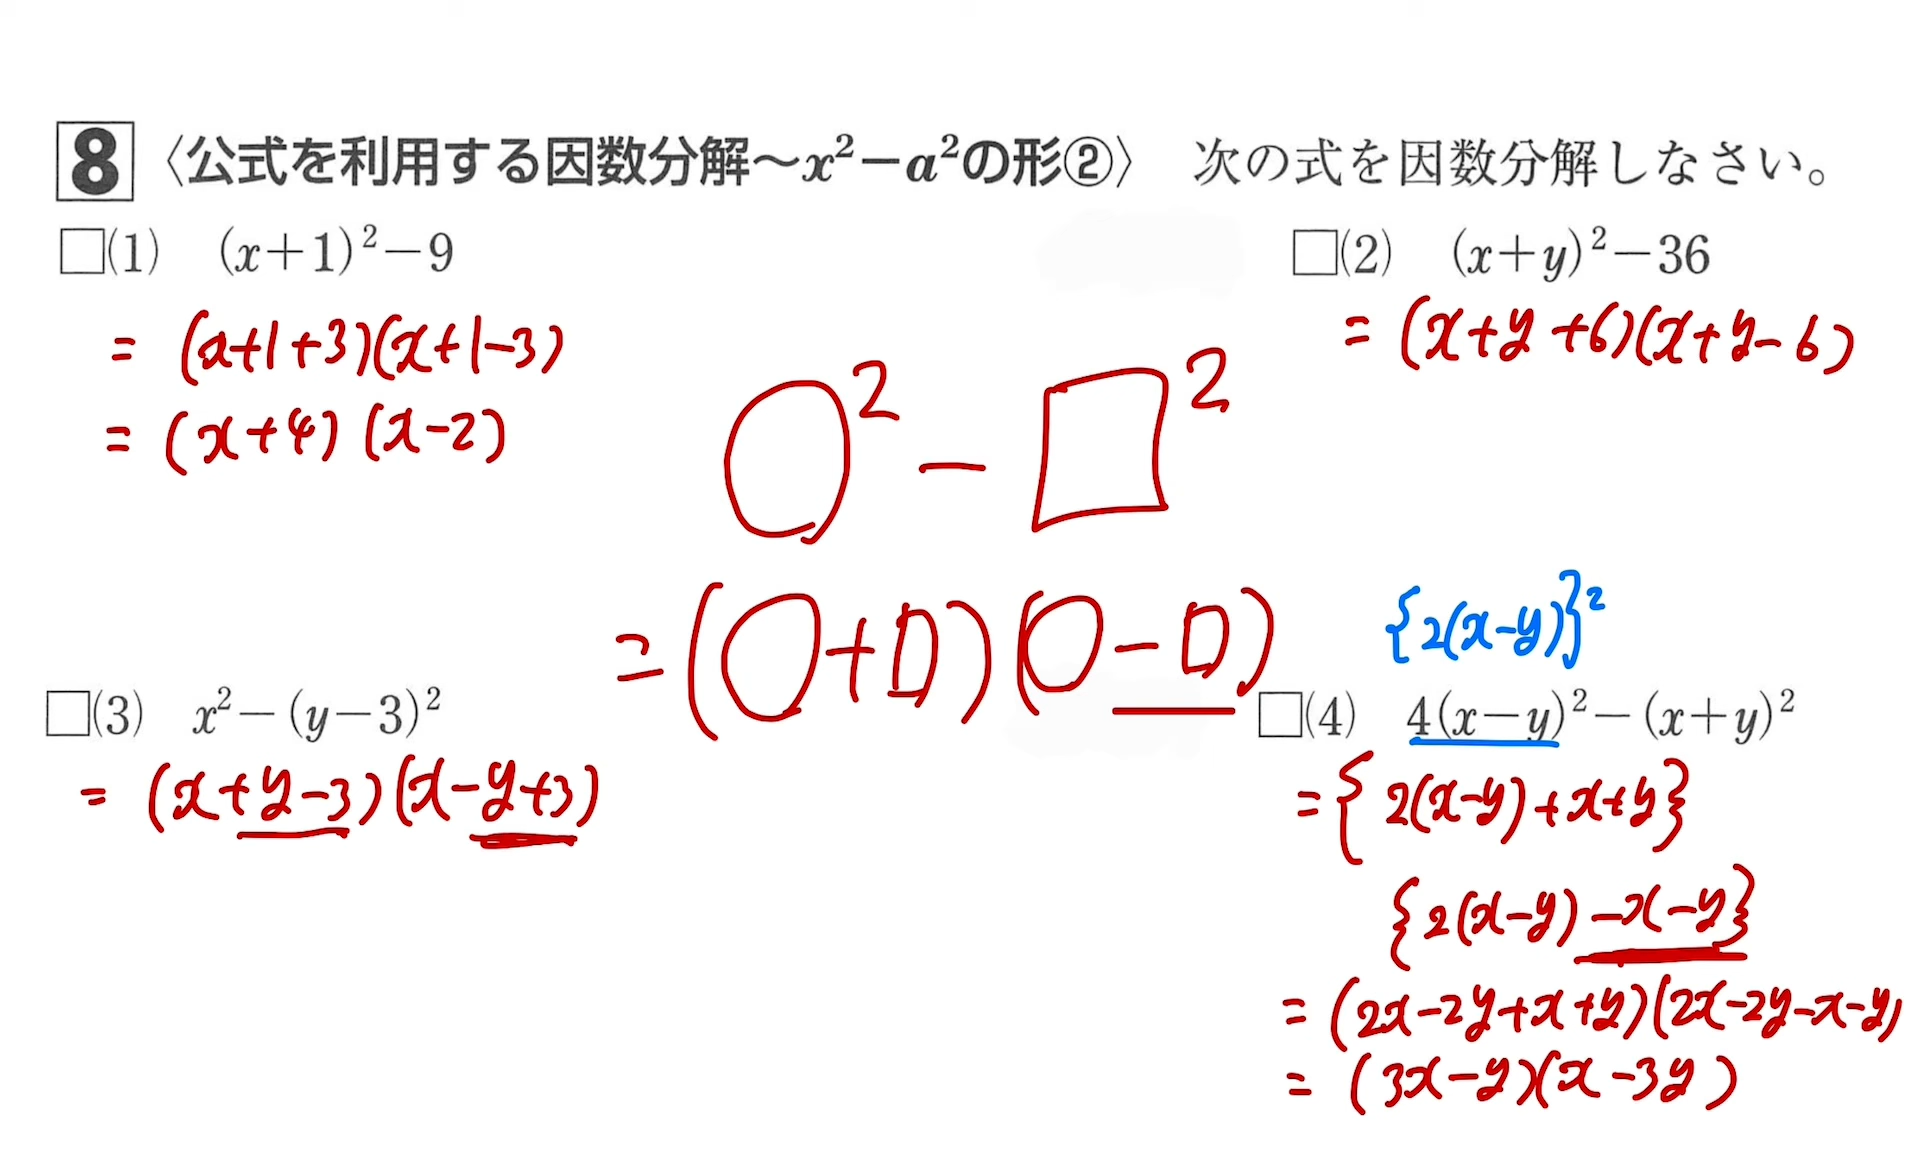 8 〈公式を利用する因数分解～x²－a²の形②〉 次の式を因数分解しなさい。
□(1) (x+1)²－9
= (x+1+3)(x+1-3)
= (x+4)(x-2)
□(2) (x+y)²－36
= (x+y+6)(x+y-6)
○² - □²
= (○+□)(○-□)
□(3) x²－(y－3)²
= (x+y-3)(x-y+3)
{2(x-y)}²
□(4) 4(x－y)²－(x+y)²
= {2(x-y)+x+y}
{2(x-y)-x-y}
= (2x-2y+x+y)(2x-2y-x-y)
= (3x-y)(x-3y)